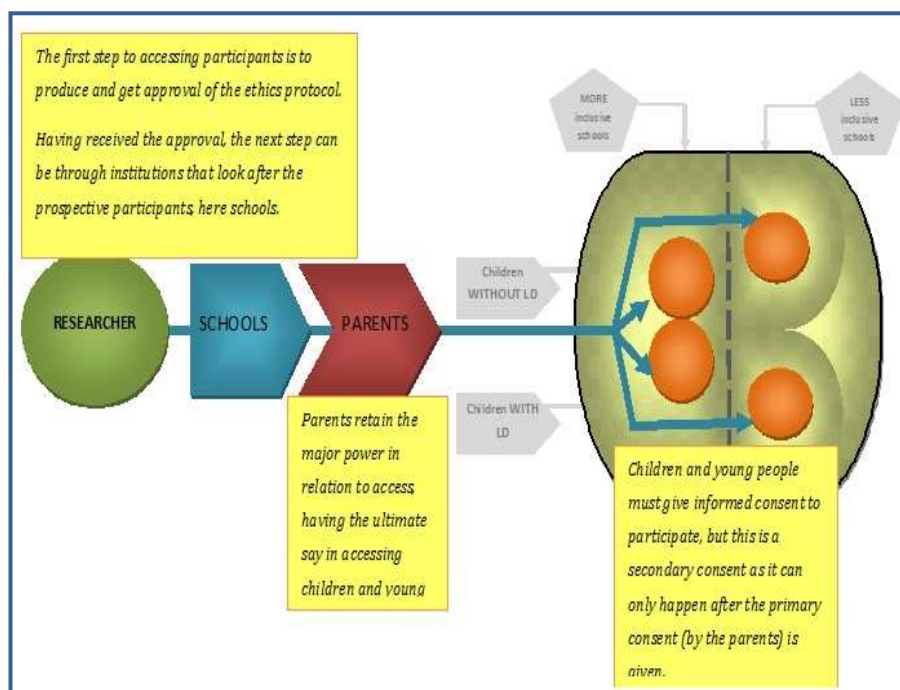 The first step to accessing participants is to
produce and get approval of the ethics protocol.
Having received the approval, the next step can
be through institutions that look after the
prospective participants, here schools.
MORE
inclusive
schools
LESS
inclusive
schools
Children
WITHOUT LD
RESEARCHER
SCHOOLS
PARENTS
Children WITH
LD
Parents retain the
major power in
relation to access,
having the ultimate
say in accessing
children and young
Children and young people
must give informed consent to
participate, but this is a
secondary consent as it can
only happen after the primary
consent (by the parents) is
given.